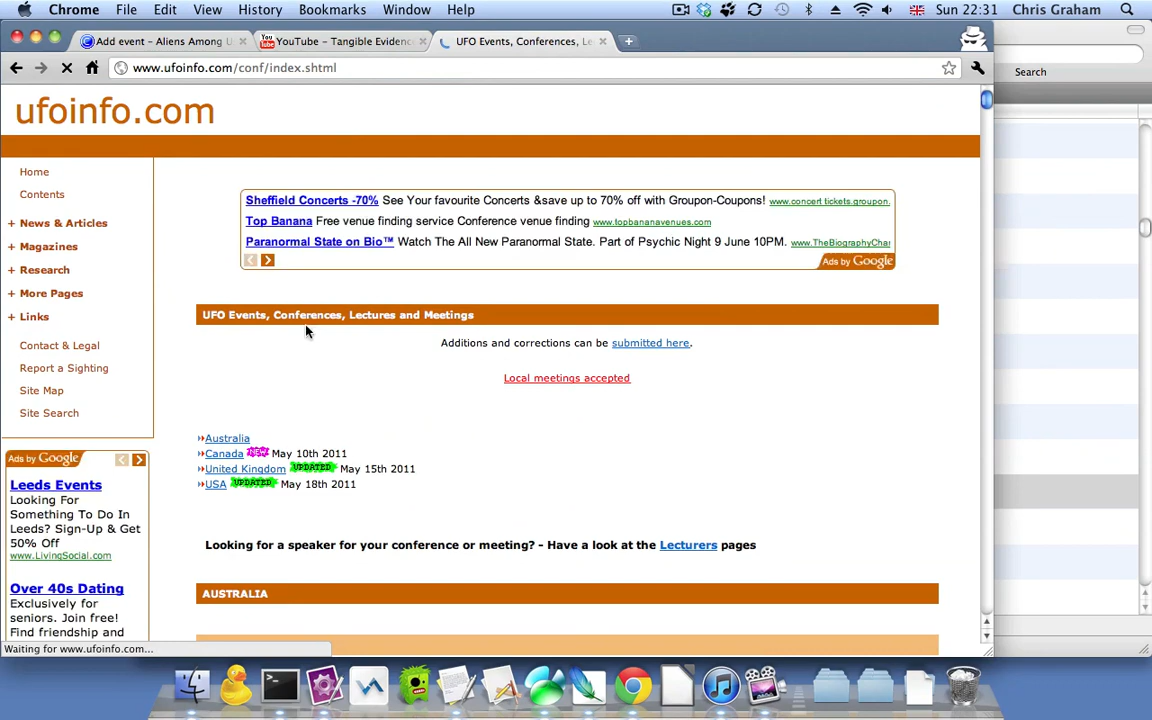 Chrome File Edit View History Bookmarks Window Help Sun 22:31 Chris Graham
Add event - Aliens Among U
YouTube - Tangible Evidenc
UFO Events, Conferences, Le
www.ufoinfo.com/conf/index.shtml
Search
ufoinfo.com
Home
Contents
+ News & Articles
+ Magazines
+ Research
+ More Pages
+ Links
Contact & Legal
Report a Sighting
Site Map
Site Search
Ads by Google
Leeds Events
Looking For
Something To Do In
Leeds? Sign-Up & Get
50% Off
www.LivingSocial.com
Over 40s Dating
Exclusively for
seniors. Join free!
Find friendship and
Sheffield Concerts -70% See Your favourite Concerts &save up to 70% off with Groupon-Coupons! www.concert tickets.groupon.
Top Banana Free venue finding service Conference venue finding www.topbananavenues.com
Paranormal State on Bio™ Watch The All New Paranormal State. Part of Psychic Night 9 June 10PM. www.TheBiographyChar
Ads by Google
UFO Events, Conferences, Lectures and Meetings
Additions and corrections can be submitted here.
Local meetings accepted
Australia
Canada NEW May 10th 2011
United Kingdom UPDATED May 15th 2011
USA UPDATED May 18th 2011
Looking for a speaker for your conference or meeting? - Have a look at the Lecturers pages
AUSTRALIA
Waiting for www.ufoinfo.com...